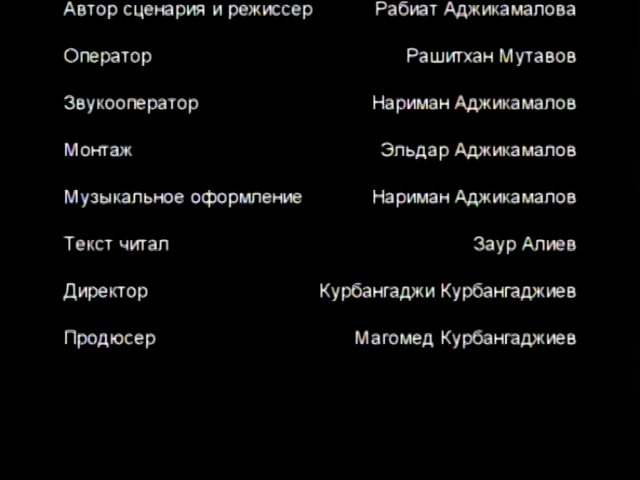 Автор сценария и режиссер Рабиат Аджикамалова
Оператор Рашитхан Мутавов
Звукооператор Нариман Аджикамалов
Монтаж Эльдар Аджикамалов
Музыкальное оформление Нариман Аджикамалов
Текст читал Заур Алиев
Директор Курбангаджи Курбангаджиев
Продюсер Магомед Курбангаджиев